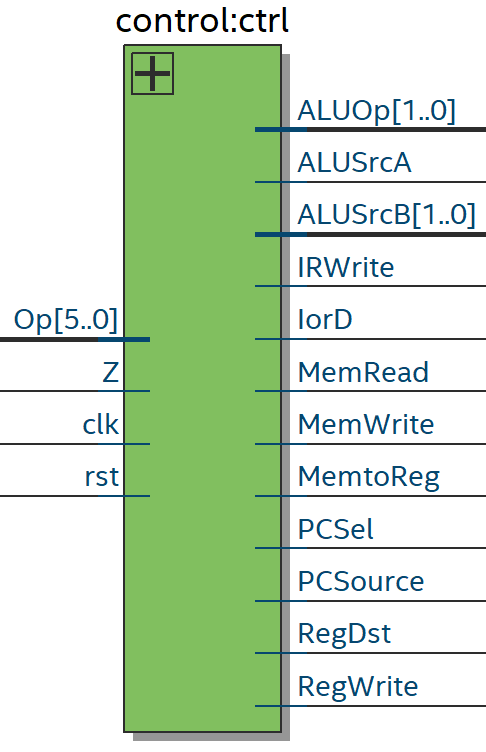 control:ctrl
ALUOp[1..0]
ALUSrcA
ALUSrcB[1..0]
IRWrite
Op[5..0]
IorD
Z
MemRead
clk
MemWrite
rst
MemtoReg
PCSel
PCSource
RegDst
RegWrite